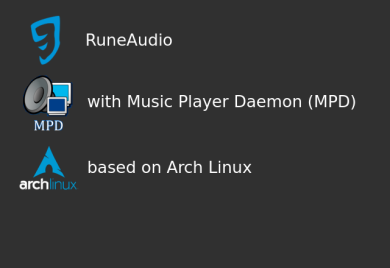 RuneAudio
with Music Player Daemon (MPD)
MPD
based on Arch Linux
archlinux